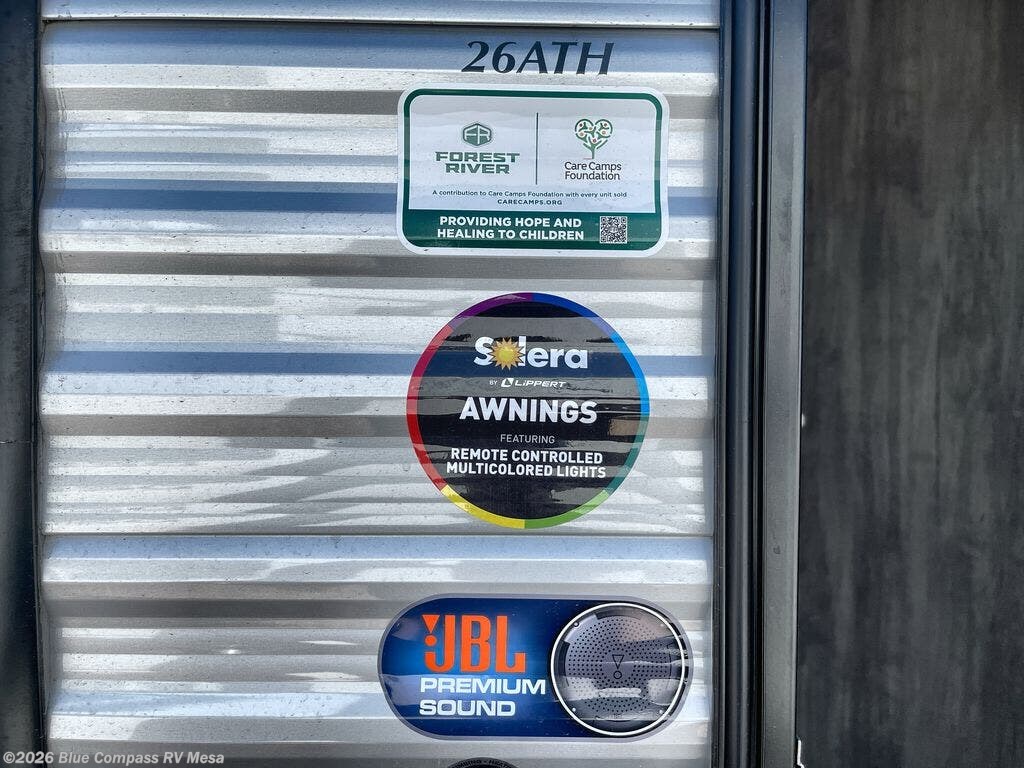 26ATH
FR
FOREST
RIVER
Care Camps
Foundation
A contribution to Care Camps Foundation with every unit sold
CARECAMPS.ORG
PROVIDING HOPE AND
HEALING TO CHILDREN
Solera
BY LIPPERT
AWNINGS
FEATURING
REMOTE CONTROLLED
MULTICOLORED LIGHTS
JBL
PREMIUM
SOUND
©2026 Blue Compass RV Mesa